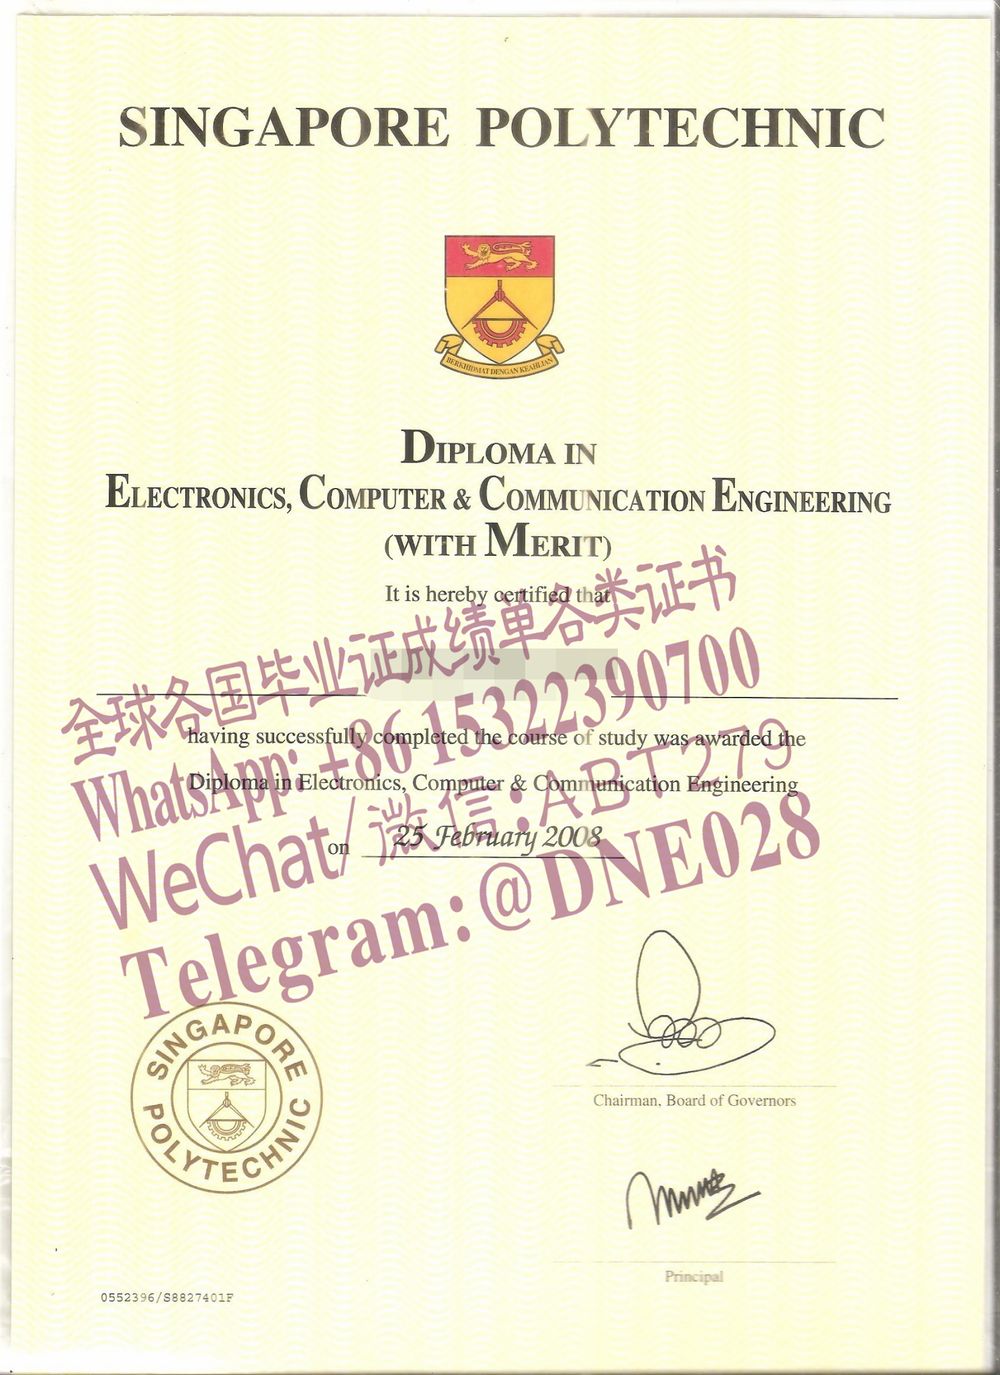 SINGAPORE POLYTECHNIC
BERKHIDMAT DENGAN KEAHLIAN
DIPLOMA IN
ELECTRONICS, COMPUTER & COMMUNICATION ENGINEERING
(WITH MERIT)
It is hereby certified that
全球各国毕业证成绩单各类证书
WhatsApp: +86 15322390700
having successfully completed the course of study was awarded the
Diploma in Electronics, Computer & Communication Engineering
WeChat/微信:ABT279
on 25 February 2008
Telegram:@DNE028
SINGAPORE POLYTECHNIC
Chairman, Board of Governors
Principal
0552396/S8827401F